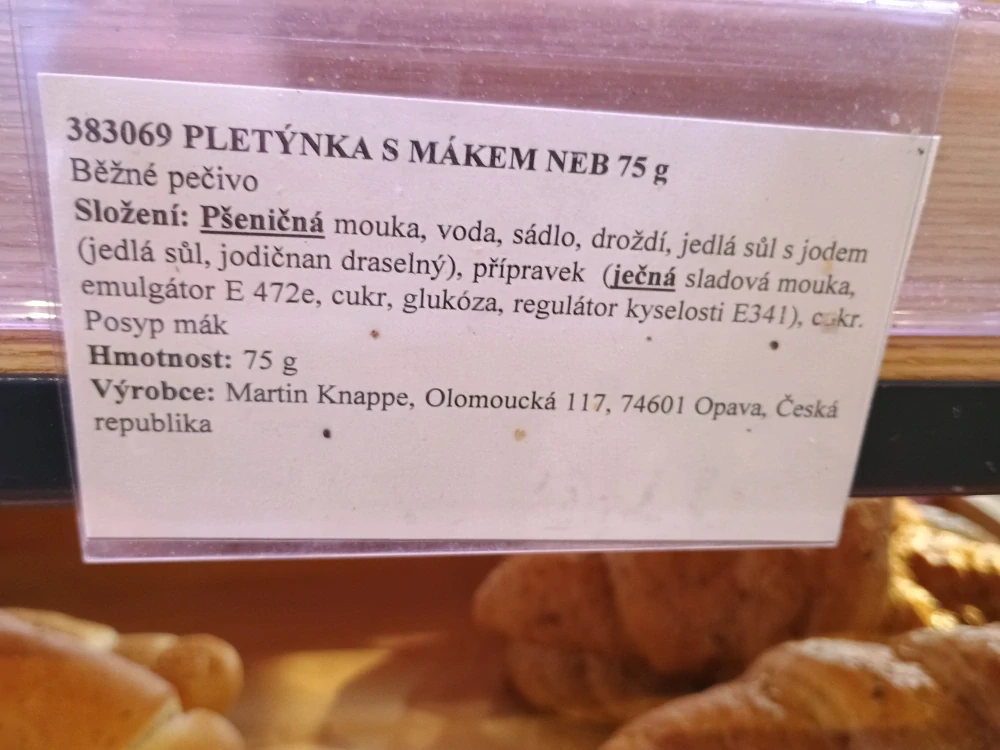 383069 PLETÝNKA S MÁKEM NEB 75 g
Běžné pečivo
Složení: Pšeničná mouka, voda, sádlo, droždí, jedlá sůl s jodem
(jedlá sůl, jodičnan draselný), přípravek (ječná sladová mouka,
emulgátor E 472e, cukr, glukóza, regulátor kyselosti E341), cukr.
Posyp mák
Hmotnost: 75 g
Výrobce: Martin Knappe, Olomoucká 117, 74601 Opava, Česká
republika